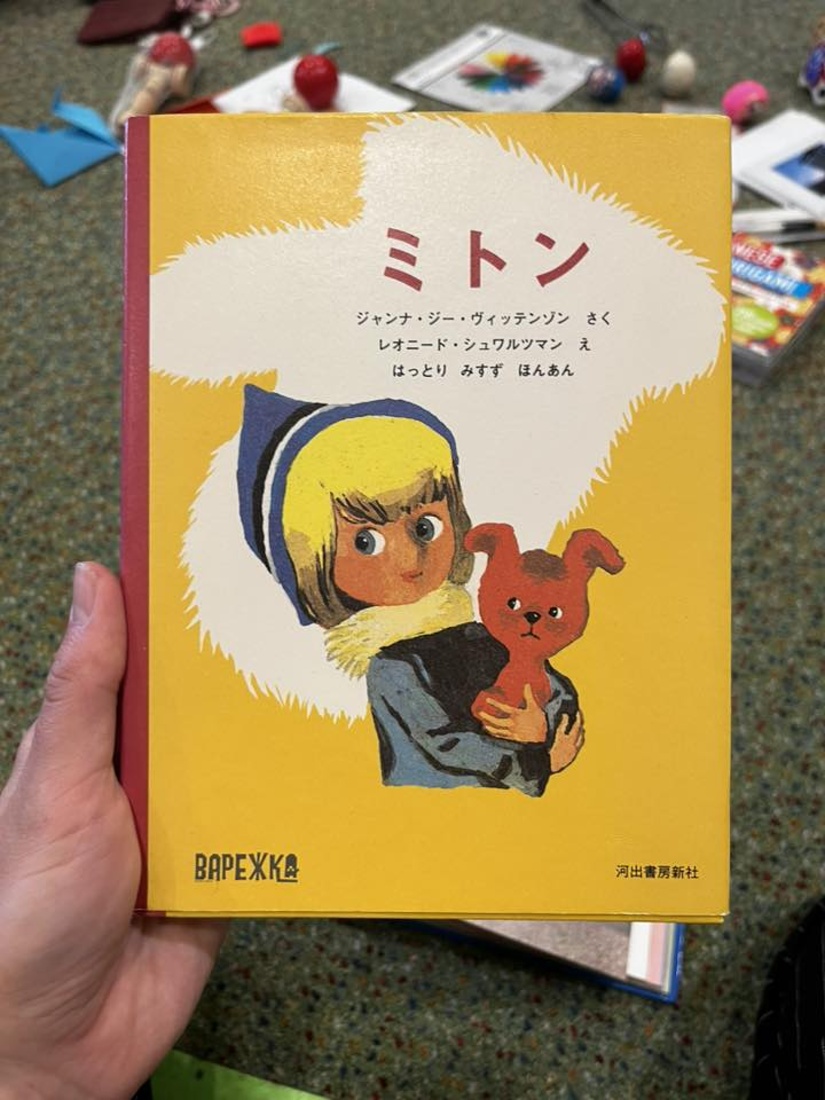 ミトン
ジャンナ・ジー・ヴィッテンゾン さく
レオニード・シュワルツマン え
はっとり みすず ほんあん
ВАРЕЖКА
河出書房新社